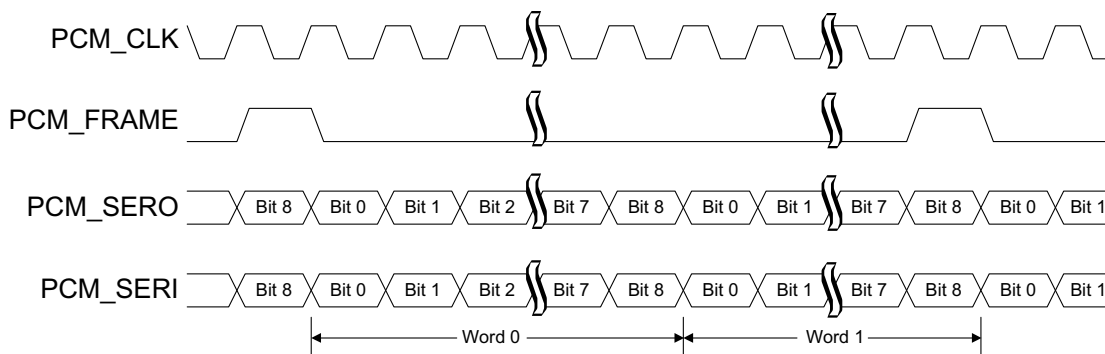 PCM_CLK
PCM_FRAME
PCM_SERO
Bit 8 Bit 0 Bit 1 Bit 2 Bit 7 Bit 8 Bit 0 Bit 1 Bit 7 Bit 8 Bit 0 Bit 1
PCM_SERI
Bit 8 Bit 0 Bit 1 Bit 2 Bit 7 Bit 8 Bit 0 Bit 1 Bit 7 Bit 8 Bit 0 Bit 1
Word 0 Word 1